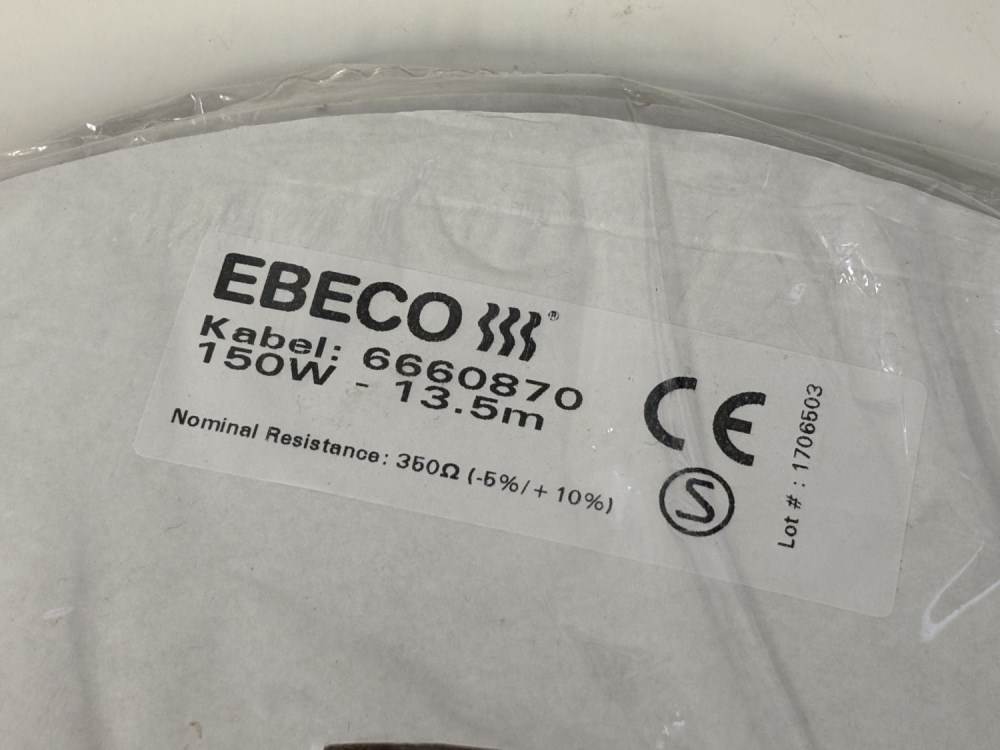 EBECO ®
Kabel: 6660870
150W - 13.5m
Nominal Resistance: 350Ω (-5%/+ 10%)
CE
S
Lot # : 1706503